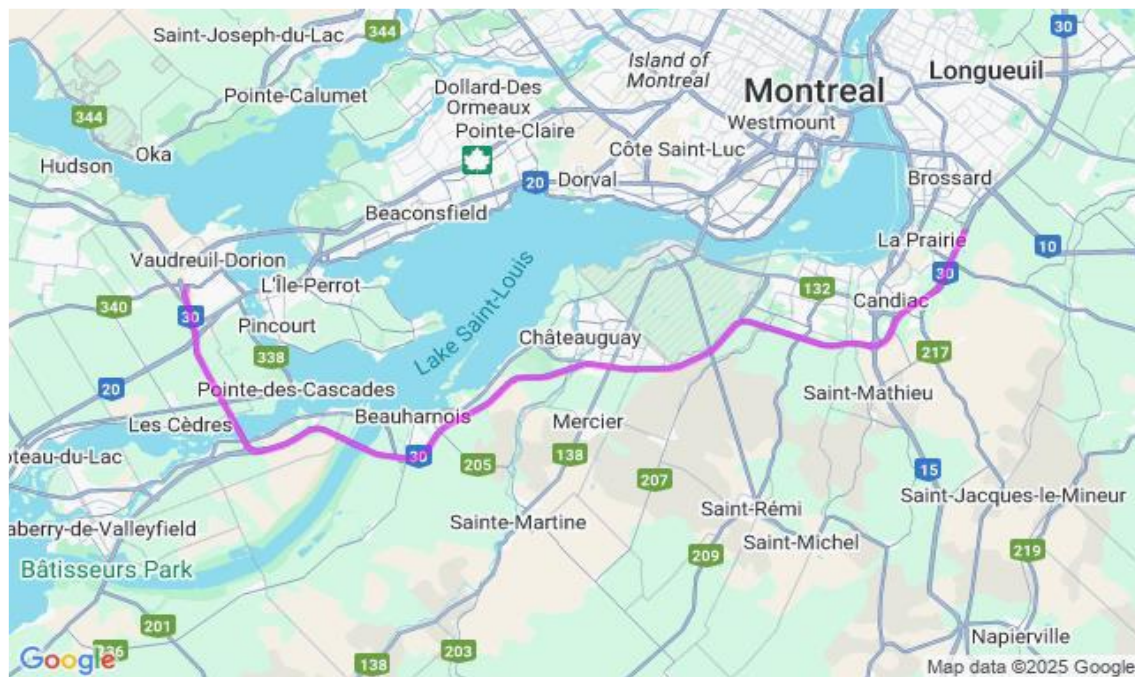 344
Saint-Joseph-du-Lac
30
Island of
Montreal
Longueuil
Dollard-Des
Ormeaux
Montreal
Pointe-Calumet
344
Pointe-Claire
Westmount
Oka
Côte Saint-Luc
Hudson
20
Dorval
Brossard
Beaconsfield
La Prairie
10
Vaudreuil-Dorion
30
L'Île-Perrot
132
340
30
Candiac
Pincourt
Lake Saint-Louis
Châteauguay
338
217
20
Pointe-des-Cascades
Saint-Mathieu
Les Cèdres
Beauharnois
Mercier
oteau-du-Lac
30
205
138
15
207
Saint-Jacques-le-Mineur
Saint-Rémi
aberry-de-Valleyfield
Sainte-Martine
Saint-Michel
209
219
Bâtisseurs Park
201
Napierville
236
203
138
Google
Map data ©2025 Google